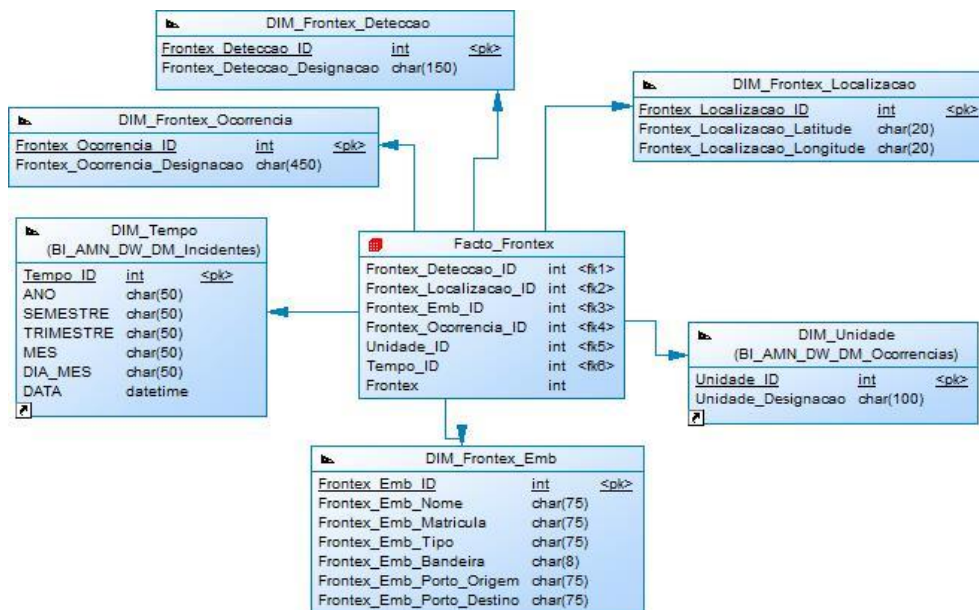 DIM_Frontex_Deteccao
Frontex_Deteccao_ID int <pk>
Frontex_Deteccao_Designacao char(150)
DIM_Frontex_Localizacao
Frontex_Localizacao_ID int <pk>
Frontex_Localizacao_Latitude char(20)
Frontex_Localizacao_Longitude char(20)
DIM_Frontex_Ocorrencia
Frontex_Ocorrencia_ID int <pk>
Frontex_Ocorrencia_Designacao char(450)
DIM_Tempo
(BI_AMN_DW_DM_Incidentes)
Tempo_ID int <pk>
ANO char(50)
SEMESTRE char(50)
TRIMESTRE char(50)
MES char(50)
DIA_MES char(50)
DATA datetime
Facto_Frontex
Frontex_Deteccao_ID int <fk1>
Frontex_Localizacao_ID int <fk2>
Frontex_Emb_ID int <fk3>
Frontex_Ocorrencia_ID int <fk4>
Unidade_ID int <fk5>
Tempo_ID int <fk6>
Frontex int
DIM_Unidade
(BI_AMN_DW_DM_Ocorrencias)
Unidade_ID int <pk>
Unidade_Designacao char(100)
DIM_Frontex_Emb
Frontex_Emb_ID int <pk>
Frontex_Emb_Nome char(75)
Frontex_Emb_Matricula char(75)
Frontex_Emb_Tipo char(75)
Frontex_Emb_Bandeira char(8)
Frontex_Emb_Porto_Origem char(75)
Frontex_Emb_Porto_Destino char(75)